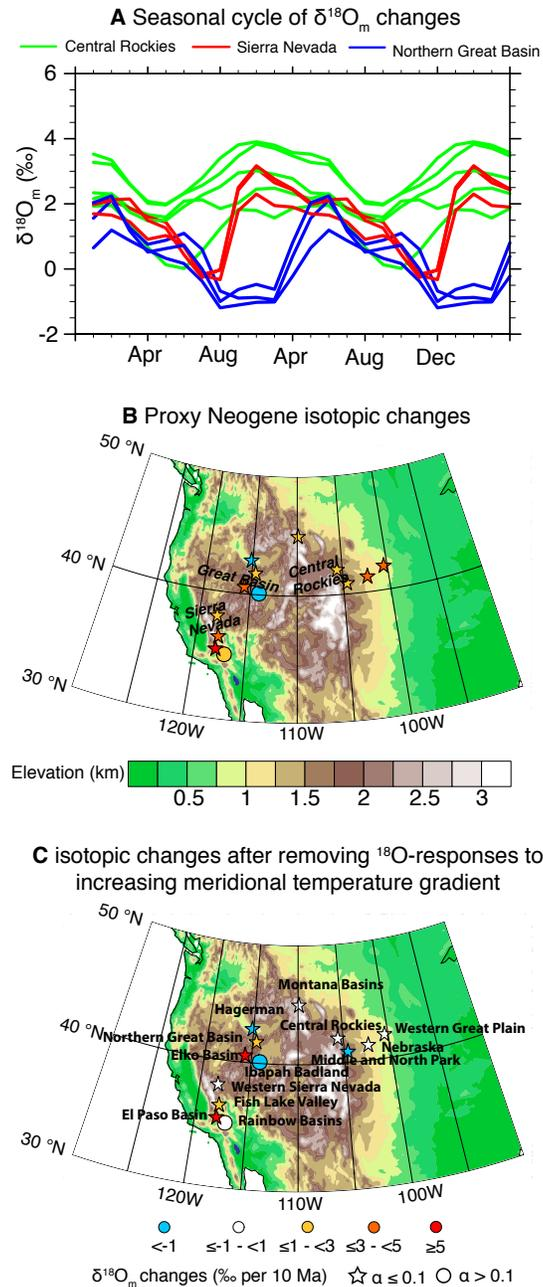 A Seasonal cycle of δ¹⁸Oₘ changes
Central Rockies Sierra Nevada Northern Great Basin
δ¹⁸Oₘ (‰)
6
4
2
0
-2
Apr Aug Apr Aug Dec
B Proxy Neogene isotopic changes
50 °N
40 °N
30 °N
Great Basin
Central Rockies
Sierra Nevada
120W 110W 100W
Elevation (km)
0.5 1 1.5 2 2.5 3
C isotopic changes after removing ¹⁸O-responses to
increasing meridional temperature gradient
50 °N
40 °N
30 °N
Montana Basins
Hagerman
Central Rockies Western Great Plain
Northern Great Basin Nebraska
Elko Basin Middle and North Park
Ibapah Badland
Western Sierra Nevada
Fish Lake Valley
El Paso Basin Rainbow Basins
120W 110W 100W
<-1 ≤-1 - <1 ≤1 - <3 ≤3 - <5 ≥5
δ¹⁸Oₘ changes (‰ per 10 Ma) α ≤ 0.1 α > 0.1